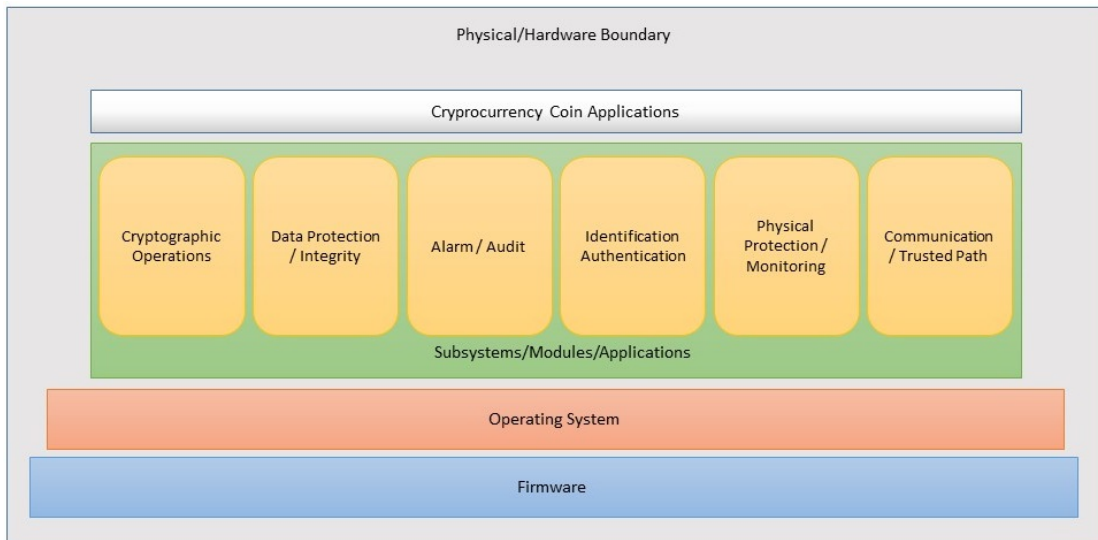 Physical/Hardware Boundary
Cryprocurrency Coin Applications
Cryptographic
Operations
Data Protection
/ Integrity
Alarm / Audit
Identification
Authentication
Physical
Protection /
Monitoring
Communication
/ Trusted Path
Subsystems/Modules/Applications
Operating System
Firmware